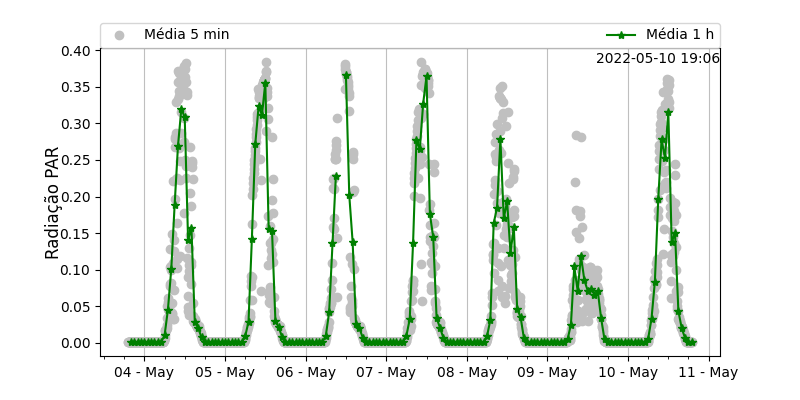 Média 5 min
Média 1 h
2022-05-10 19:06
Radiação PAR
0.40
0.35
0.30
0.25
0.20
0.15
0.10
0.05
0.00
04 - May
05 - May
06 - May
07 - May
08 - May
09 - May
10 - May
11 - May